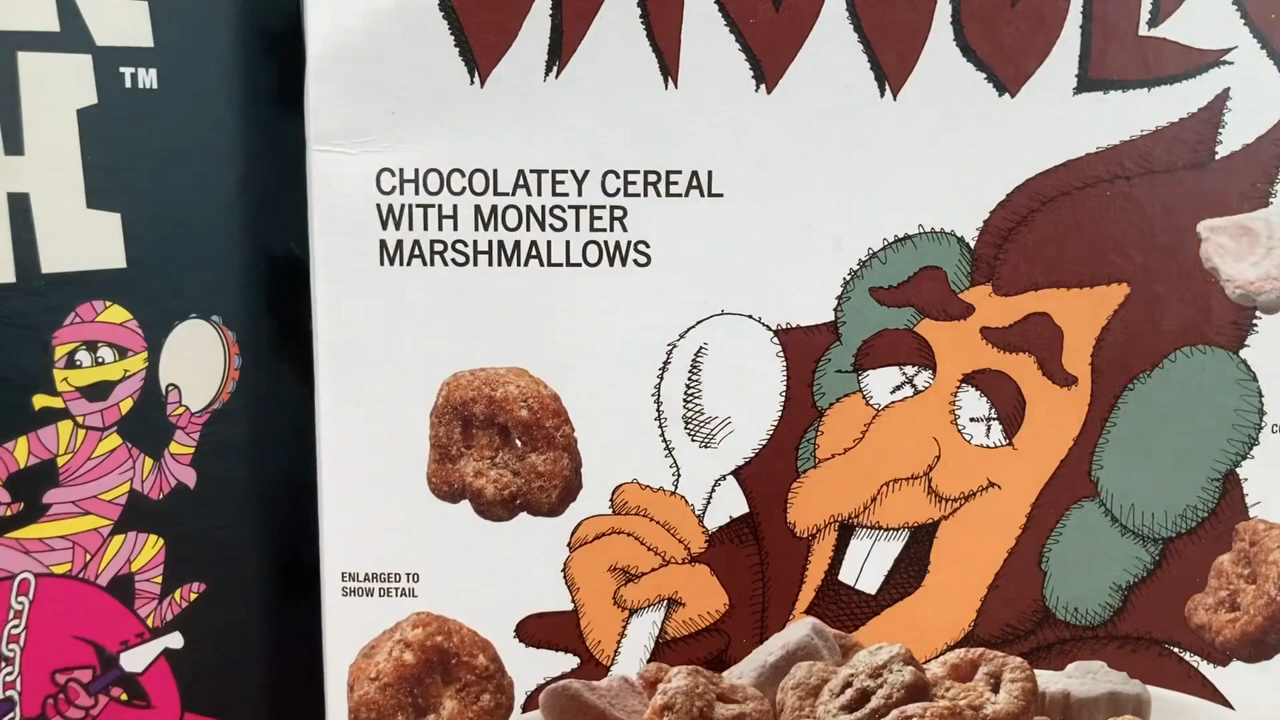 TM
H
CHOCOLATEY CEREAL
WITH MONSTER
MARSHMALLOWS
ENLARGED TO
SHOW DETAIL